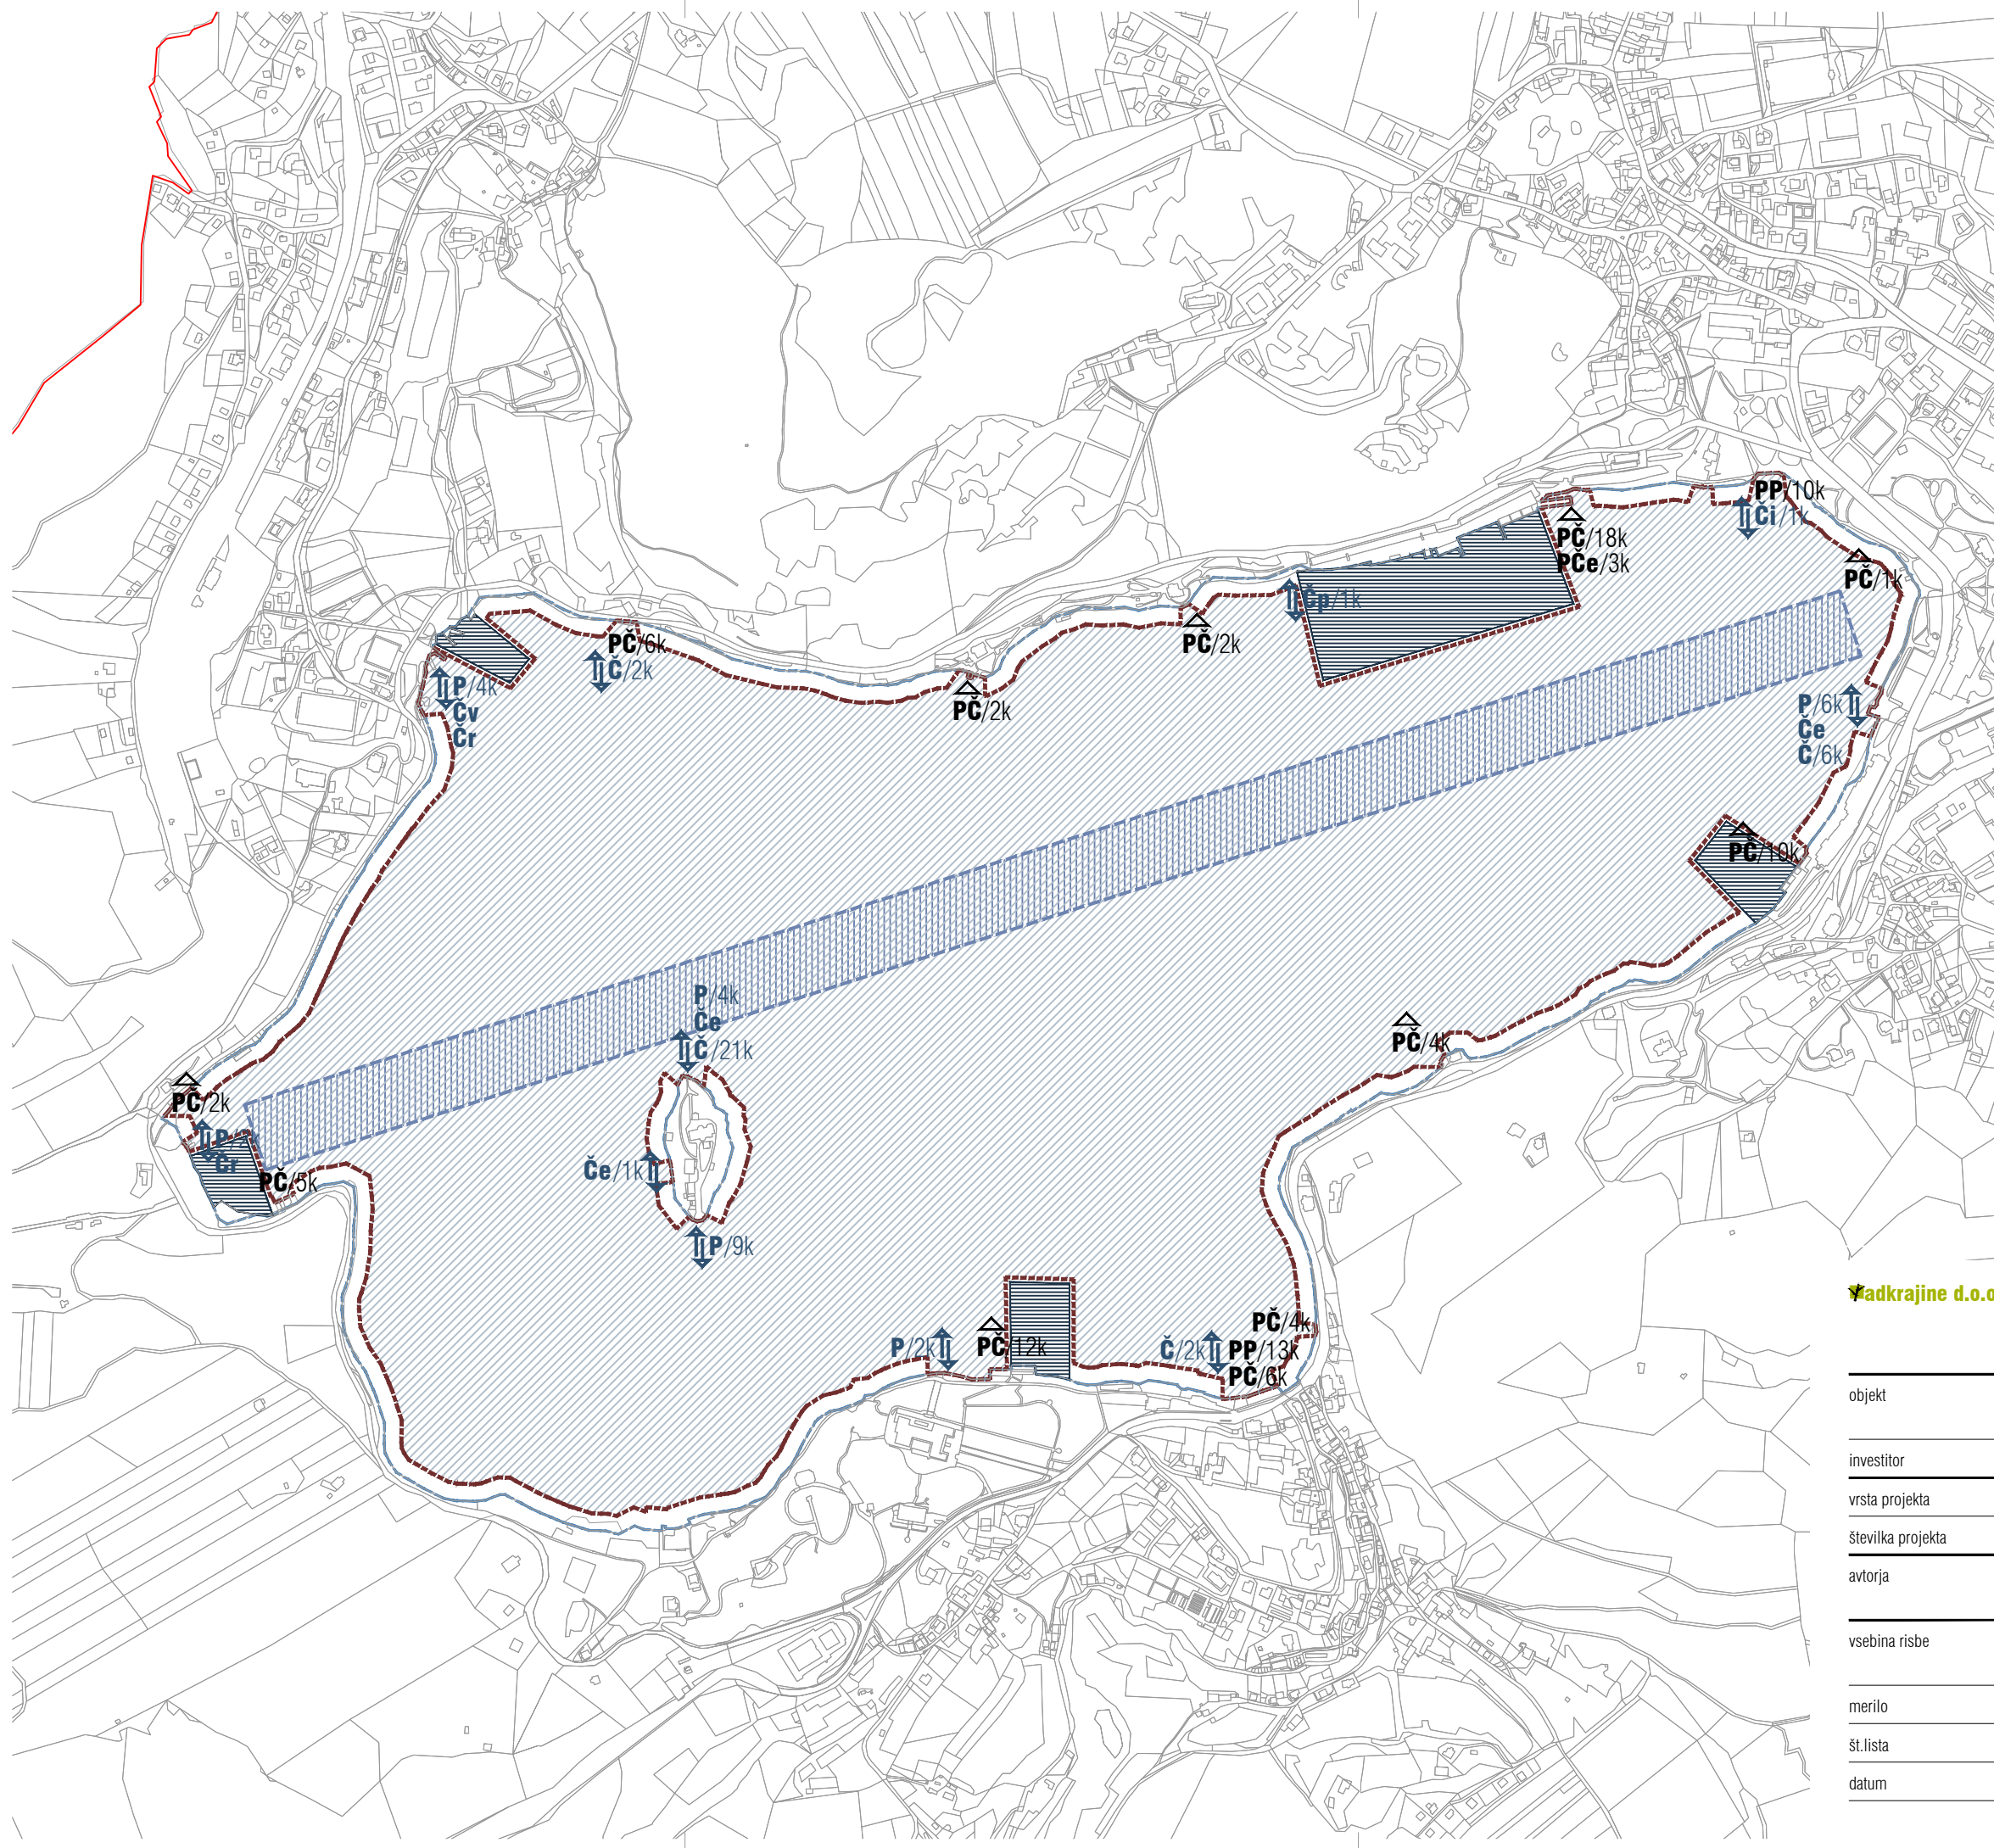 PP/10k
Či/1k
PČ/18k
PČe/3k
PČ/1k
Čp/1k
PČ/6k
Č/2k
PČ/2k
P/4k
Čv
Čr
PČ/2k
P/6k
Če
Č/6k
PČ/10k
P/4k
Če
Č/21k
PČ/4k
PČ/2k
Čr
PČ/5k
Če/1k
P/9k
PČ/4k
P/2k
PČ/12k
Č/2k
PP/13k
PČ/6k
adkrajine d.o.o
objekt
investitor
vrsta projekta
številka projekta
avtorja
vsebina risbe
merilo
št.lista
datum